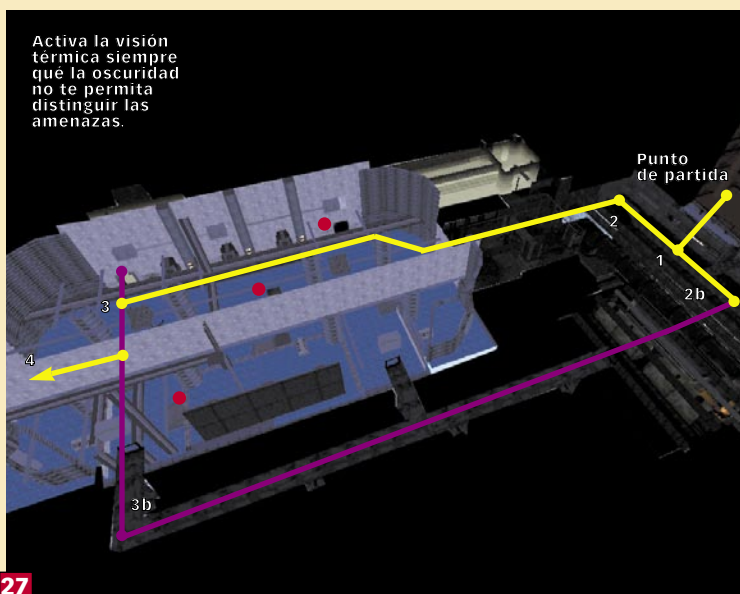 Activa la visión
térmica siempre
qué la oscuridad
no te permita
distinguir las
amenazas.
Punto
de partida
2
1
2b
3
4
3b
27